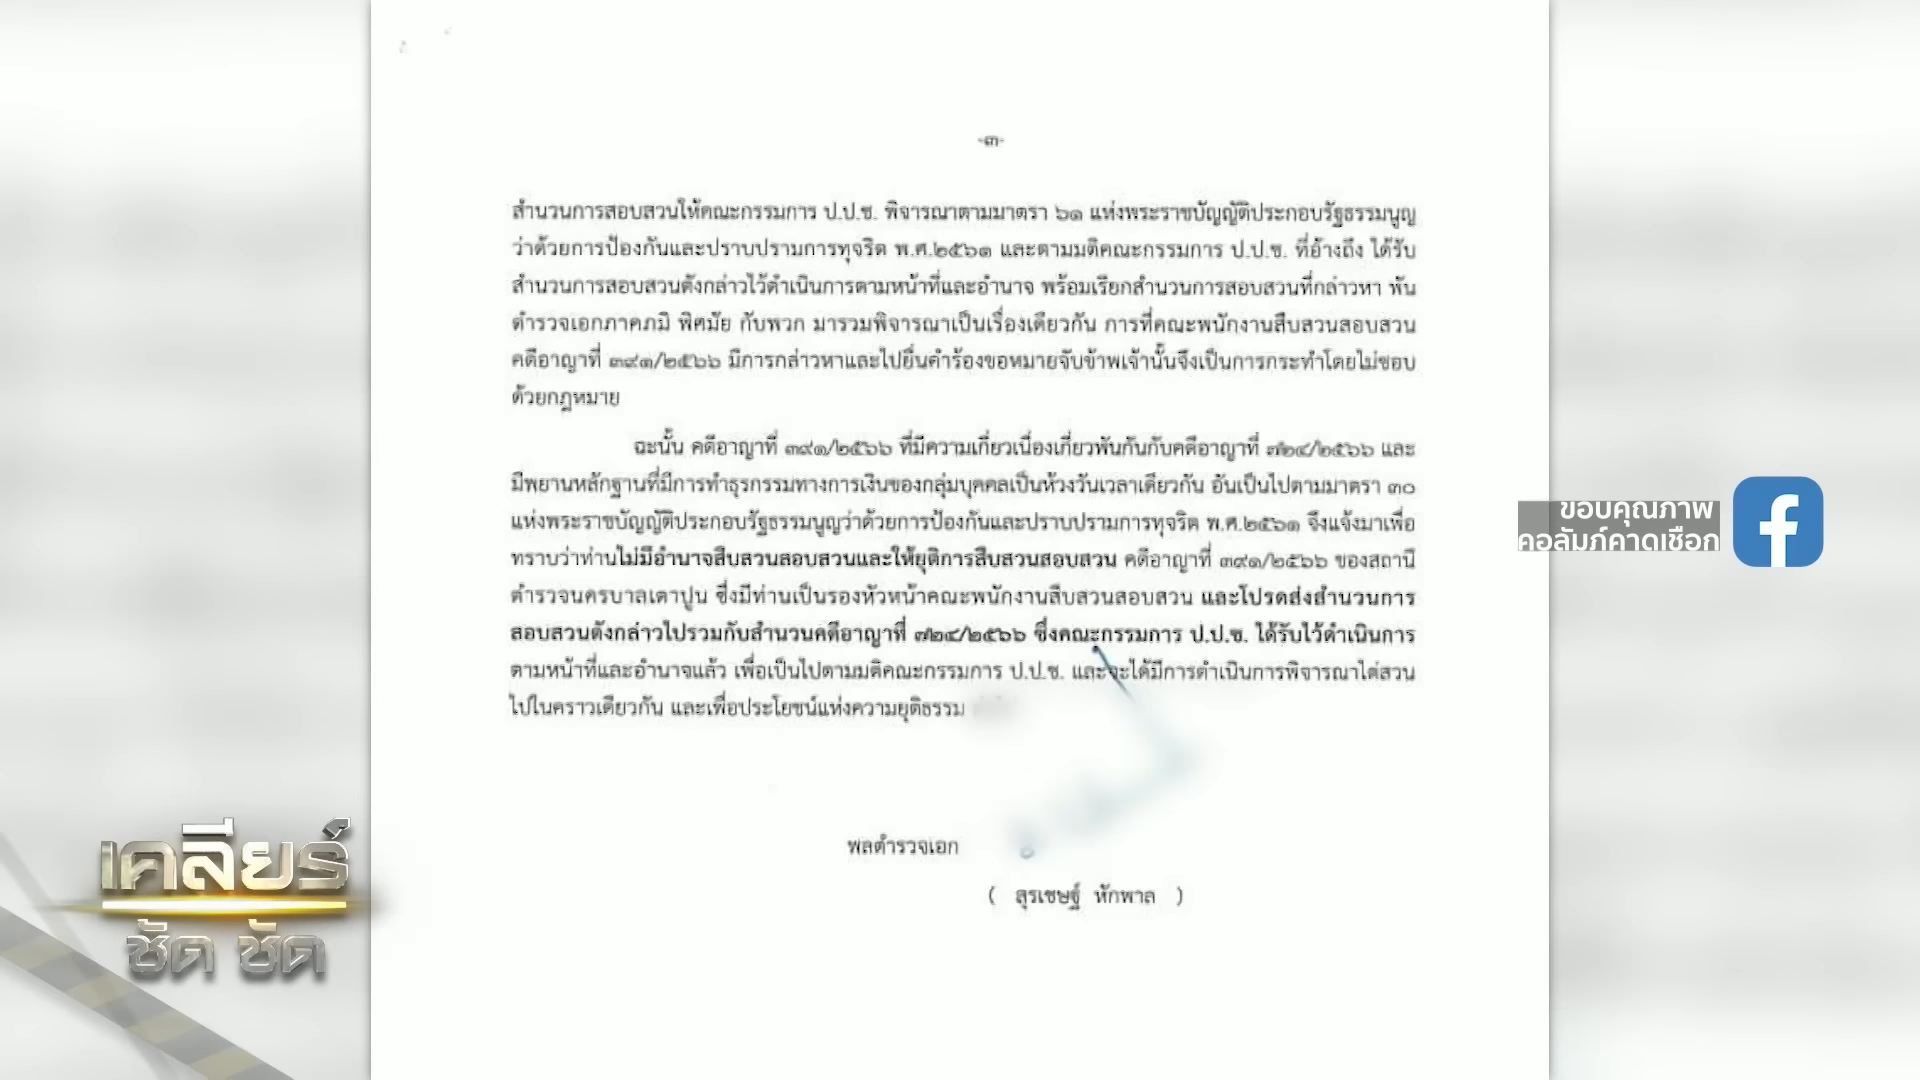 -๓-
สำนวนการสอบสวนให้คณะกรรมการ ป.ป.ช. พิจารณาตามมาตรา ๖๑ แห่งพระราชบัญญัติประกอบรัฐธรรมนูญ
ว่าด้วยการป้องกันและปราบปรามการทุจริต พ.ศ.๒๕๖๑ และตามมติคณะกรรมการ ป.ป.ช. ที่อ้างถึง ได้รับ
สำนวนการสอบสวนดังกล่าวไว้ดำเนินการตามหน้าที่และอำนาจ พร้อมเรียกสำนวนการสอบสวนที่กล่าวหา พัน
ตำรวจเอกภาคภูมิ พิศมัย กับพวก มารวมพิจารณาเป็นเรื่องเดียวกัน การที่คณะพนักงานสืบสวนสอบสวน
คดีอาญาที่ ๓๙๑/๒๕๖๖ มีการกล่าวหาและไปยื่นคำร้องขอหมายจับข้าพเจ้านั้นจึงเป็นการกระทำโดยไม่ชอบ
ด้วยกฎหมาย
ฉะนั้น คดีอาญาที่ ๓๙๑/๒๕๖๖ ที่มีความเกี่ยวเนื่องเกี่ยวพันกันกับคดีอาญาที่ ๗๒๔/๒๕๖๖ และ
มีพยานหลักฐานที่มีการทำธุรกรรมทางการเงินของกลุ่มบุคคลเป็นห้วงวันเวลาเดียวกัน อันเป็นไปตามมาตรา ๓๐
แห่งพระราชบัญญัติประกอบรัฐธรรมนูญว่าด้วยการป้องกันและปราบปรามการทุจริต พ.ศ.๒๕๖๑ จึงแจ้งมาเพื่อ
ทราบว่าท่านไม่มีอำนาจสืบสวนสอบสวนและให้ยุติการสืบสวนสอบสวน คดีอาญาที่ ๓๙๑/๒๕๖๖ ของสถานี
ตำรวจนครบาลเตาปูน ซึ่งมีท่านเป็นรองหัวหน้าคณะพนักงานสืบสวนสอบสวน และโปรดส่งสำนวนการ
สอบสวนดังกล่าวไปรวมกับสำนวนคดีอาญาที่ ๗๒๔/๒๕๖๖ ซึ่งคณะกรรมการ ป.ป.ช. ได้รับไว้ดำเนินการ
ตามหน้าที่และอำนาจแล้ว เพื่อเป็นไปตามมติคณะกรรมการ ป.ป.ช. และจะได้มีการดำเนินการพิจารณาไต่สวน
ไปในคราวเดียวกัน และเพื่อประโยชน์แห่งความยุติธรรม
พลตำรวจเอก
( สุรเชษฐ์ หักพาล )
ขอบคุณภาพ
คอลัมภ์คาดเชือก
f
เคลียร์
ชัด ชัด